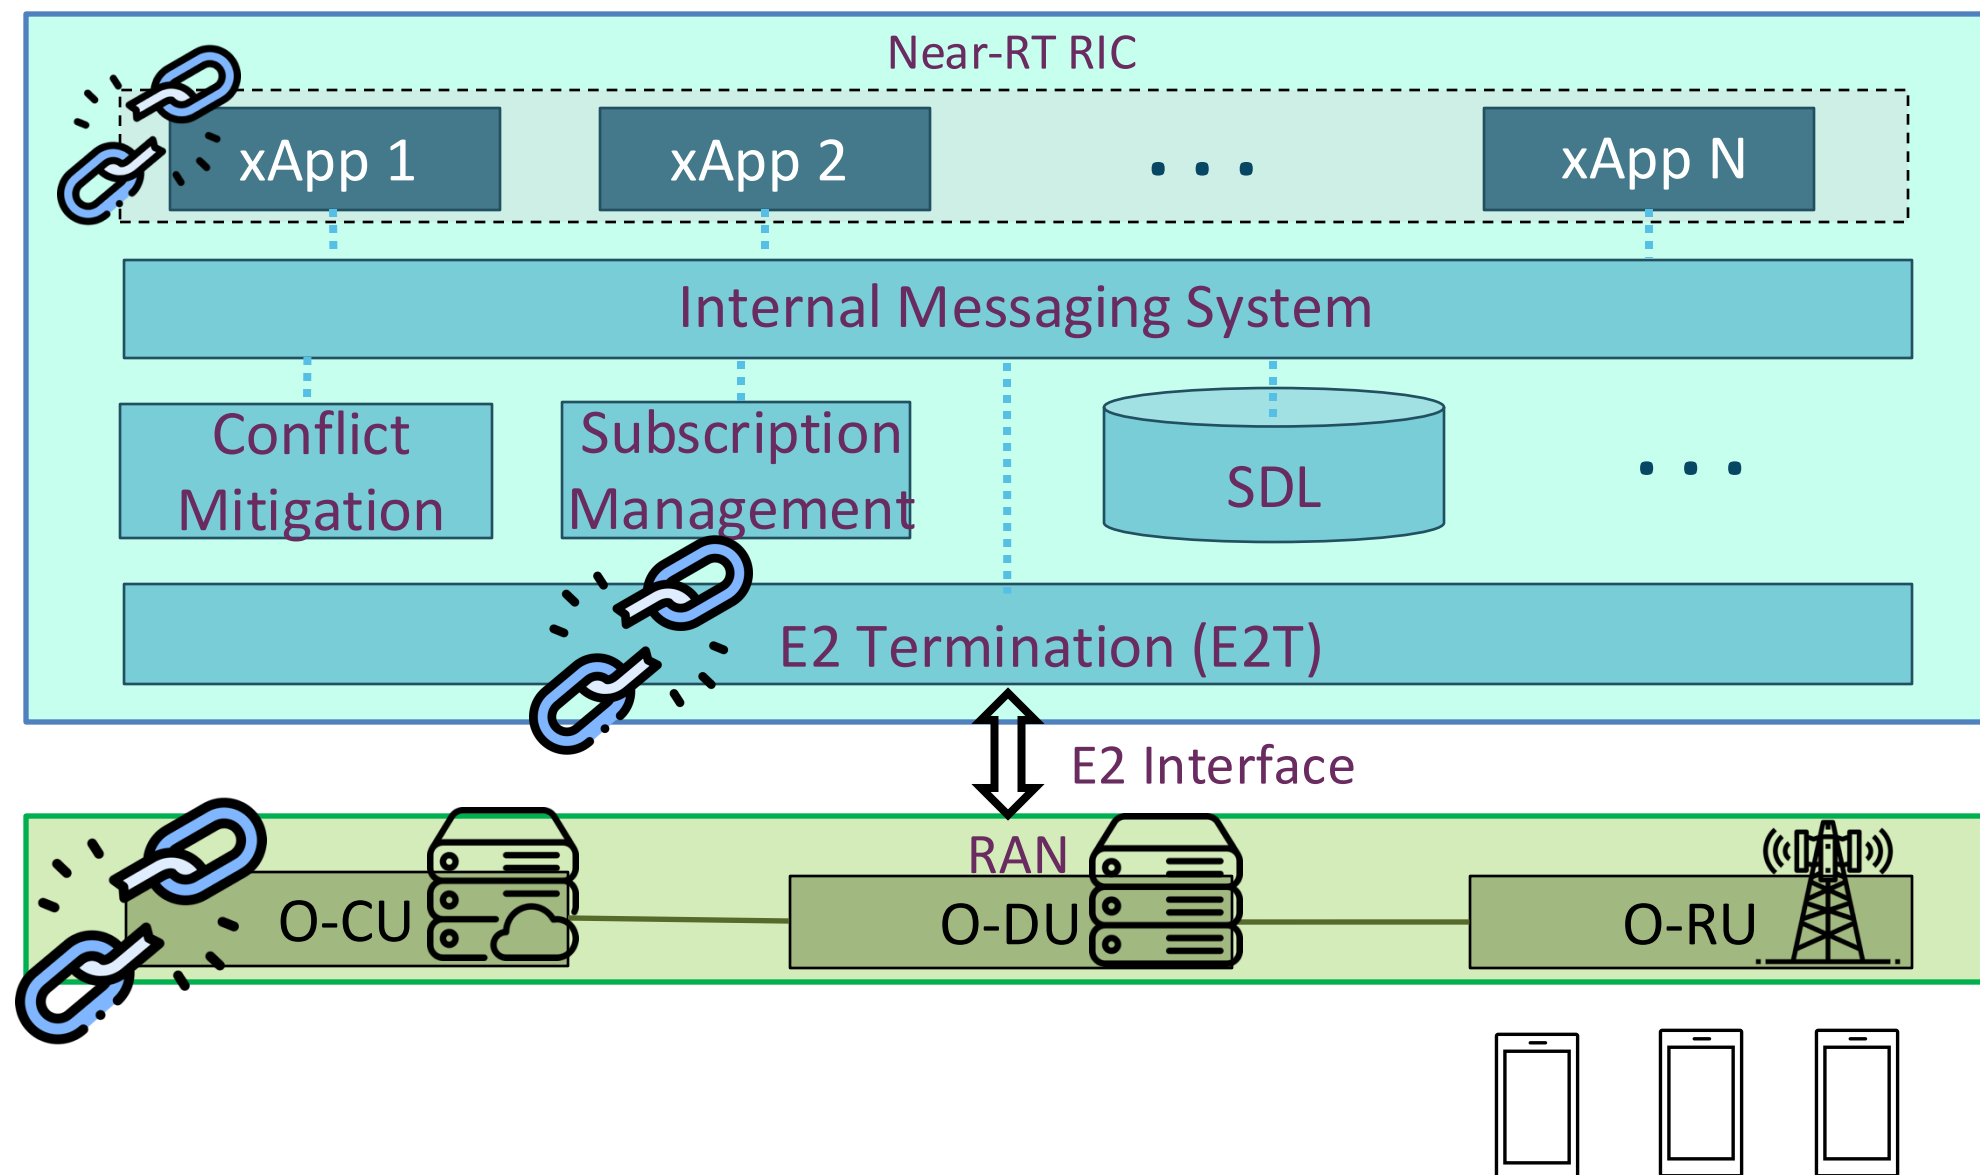 Near-RT RIC
xApp 1
xApp 2
. . .
xApp N
Internal Messaging System
Conflict
Mitigation
Subscription
Management
SDL
. . .
E2 Termination (E2T)
E2 Interface
RAN
O-CU
O-DU
O-RU